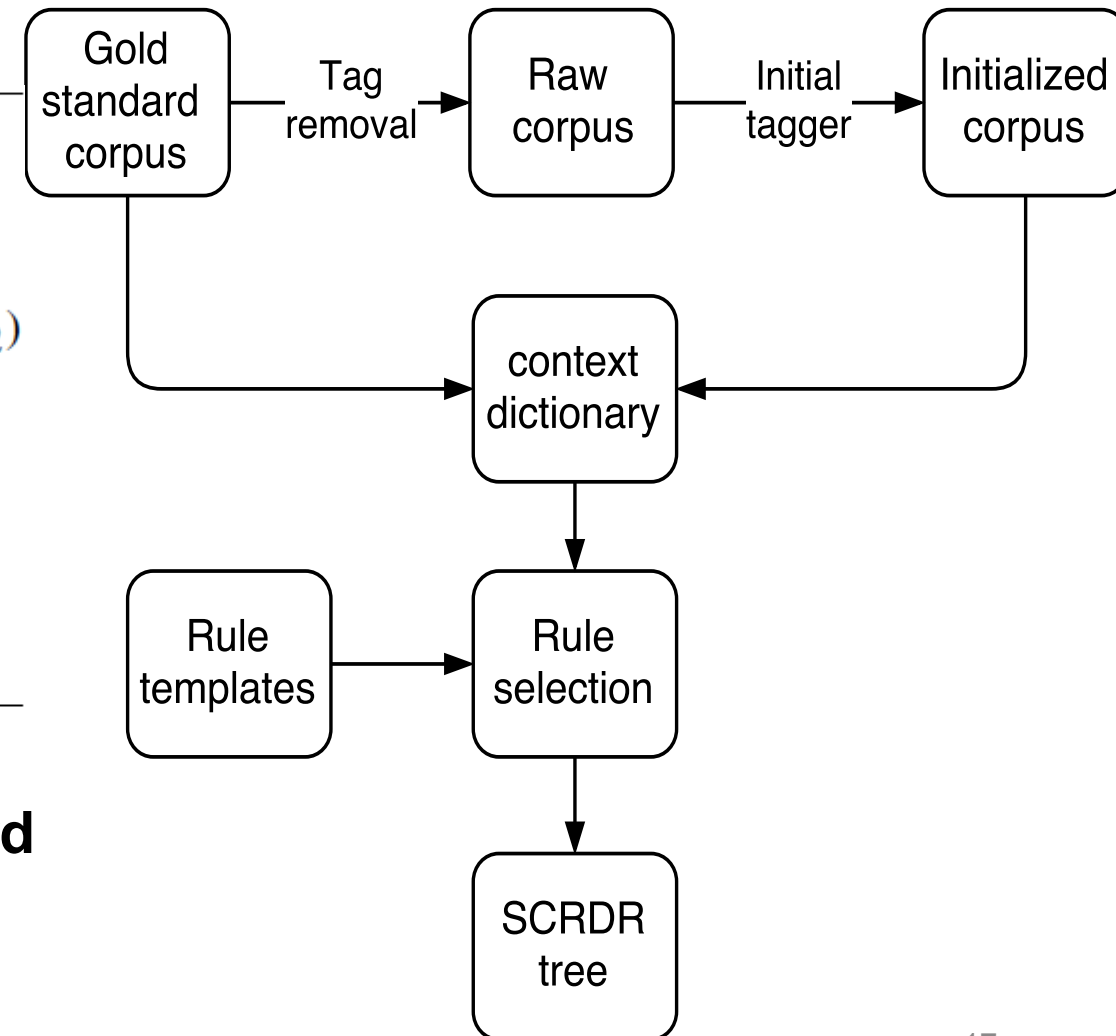 Gold
standard
corpus
Tag
removal
Raw
corpus
Initial
tagger
Initialized
corpus
)
context
dictionary
Rule
templates
Rule
selection
d
SCRDR
tree